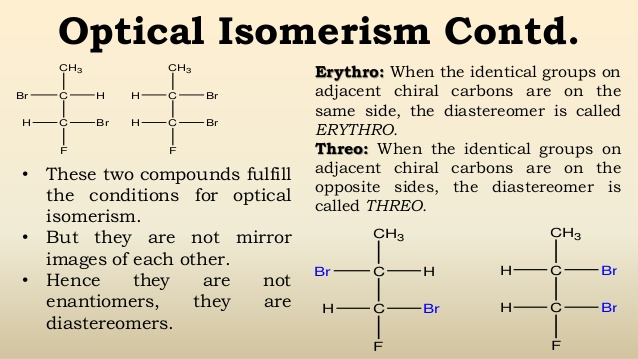 Optical Isomerism Contd.
CH3
Br C H
H C Br
F
CH3
H C Br
H C Br
F
• These two compounds fulfill
the conditions for optical
isomerism.
• But they are not mirror
images of each other.
• Hence they are not
enantiomers, they are
diastereomers.
Erythro: When the identical groups on
adjacent chiral carbons are on the
same side, the diastereomer is called
ERYTHRO.
Threo: When the identical groups on
adjacent chiral carbons are on the
opposite sides, the diastereomer is
called THREO.
CH3
Br C H
H C Br
F
CH3
H C Br
H C Br
F